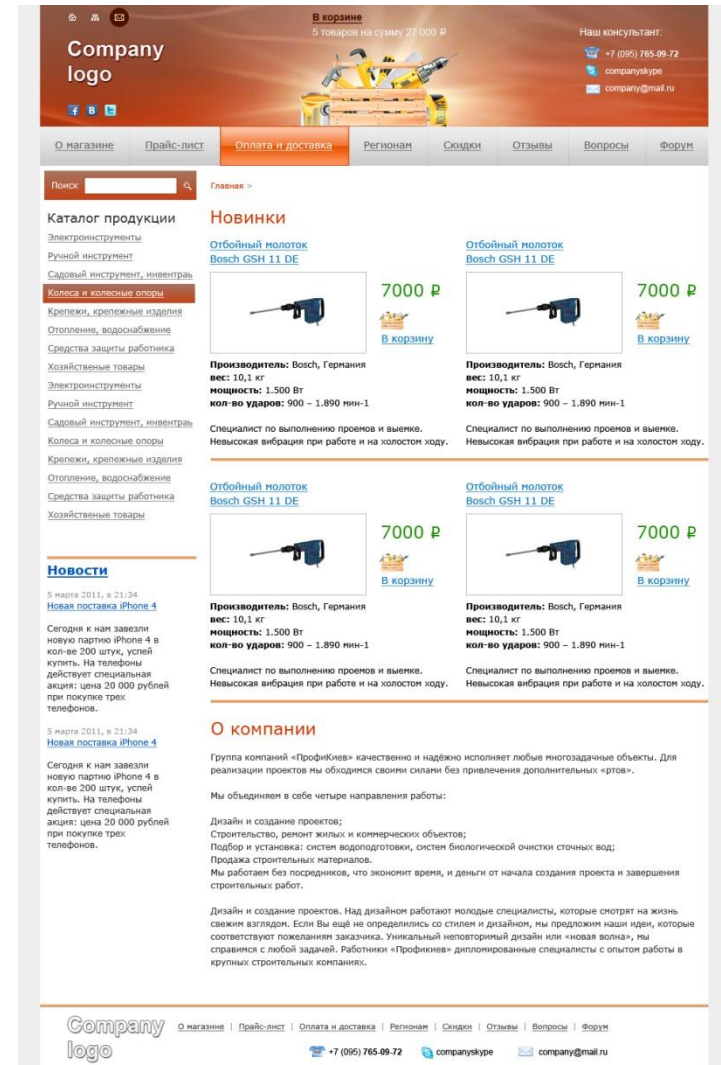 В корзине
5 товаров на сумму 27 000 ₽
Company
logo
Наш консультант:
+7 (095) 765-09-72
companyskype
company@mail.ru
О магазине
Прайс-лист
Оплата и доставка
Регионам
Скидки
Отзывы
Вопросы
Форум
Поиск
Главная >
Каталог продукции
Электроинструменты
Ручной инструмент
Садовый инструмент, инвентраь
Колеса и колесные опоры
Крепежи, крепежные изделия
Отопление, водоснабжение
Средства защиты работника
Хозяйственые товары
Электроинструменты
Ручной инструмент
Садовый инструмент, инвентраь
Колеса и колесные опоры
Крепежи, крепежные изделия
Отопление, водоснабжение
Средства защиты работника
Хозяйственые товары
Новости
5 марта 2011, в 21:34
Новая поставка iPhone 4
Сегодня к нам завезли
новую партию iPhone 4 в
кол-ве 200 штук, успей
купить. На телефоны
действует специальная
акция: цена 20 000 рублей
при покупке трех
телефонов.
5 марта 2011, в 21:34
Новая поставка iPhone 4
Сегодня к нам завезли
новую партию iPhone 4 в
кол-ве 200 штук, успей
купить. На телефоны
действует специальная
акция: цена 20 000 рублей
при покупке трех
телефонов.
Новинки
Отбойный молоток
Bosch GSH 11 DE
7000 ₽
В корзину
Производитель: Bosch, Германия
вес: 10,1 кг
мощность: 1.500 Вт
кол-во ударов: 900 – 1.890 мин-1
Специалист по выполнению проемов и выемке.
Невысокая вибрация при работе и на холостом ходу.
Отбойный молоток
Bosch GSH 11 DE
7000 ₽
В корзину
Производитель: Bosch, Германия
вес: 10,1 кг
мощность: 1.500 Вт
кол-во ударов: 900 – 1.890 мин-1
Специалист по выполнению проемов и выемке.
Невысокая вибрация при работе и на холостом ходу.
Отбойный молоток
Bosch GSH 11 DE
7000 ₽
В корзину
Производитель: Bosch, Германия
вес: 10,1 кг
мощность: 1.500 Вт
кол-во ударов: 900 – 1.890 мин-1
Специалист по выполнению проемов и выемке.
Невысокая вибрация при работе и на холостом ходу.
Отбойный молоток
Bosch GSH 11 DE
7000 ₽
В корзину
Производитель: Bosch, Германия
вес: 10,1 кг
мощность: 1.500 Вт
кол-во ударов: 900 – 1.890 мин-1
Специалист по выполнению проемов и выемке.
Невысокая вибрация при работе и на холостом ходу.
О компании
Группа компаний «ПрофиКиев» качественно и надёжно исполняет любые многозадачные объекты. Для
реализации проектов мы обходимся своими силами без привлечения дополнительных «ртов».
Мы объединяем в себе четыре направления работы:
Дизайн и создание проектов;
Строительство, ремонт жилых и коммерческих объектов;
Подбор и установка: систем водоподготовки, систем биологической очистки сточных вод;
Продажа строительных материалов.
Мы работаем без посредников, что экономит время, и деньги от начала создания проекта и завершения
строительных работ.
Дизайн и создание проектов. Над дизайном работают молодые специалисты, которые смотрят на жизнь
свежим взглядом. Если Вы ещё не определились со стилем и дизайном, мы предложим наши идеи, которые
соответствуют пожеланиям заказчика. Уникальный неповторимый дизайн или «новая волна», мы
справимся с любой задачей. Работники «Профикиев» дипломированные специалисты с опытом работы в
крупных строительных компаниях.
Company
logo
О магазине | Прайс-лист | Оплата и доставка | Регионам | Скидки | Отзывы | Вопросы | Форум
+7 (095) 765-09-72 companyskype company@mail.ru